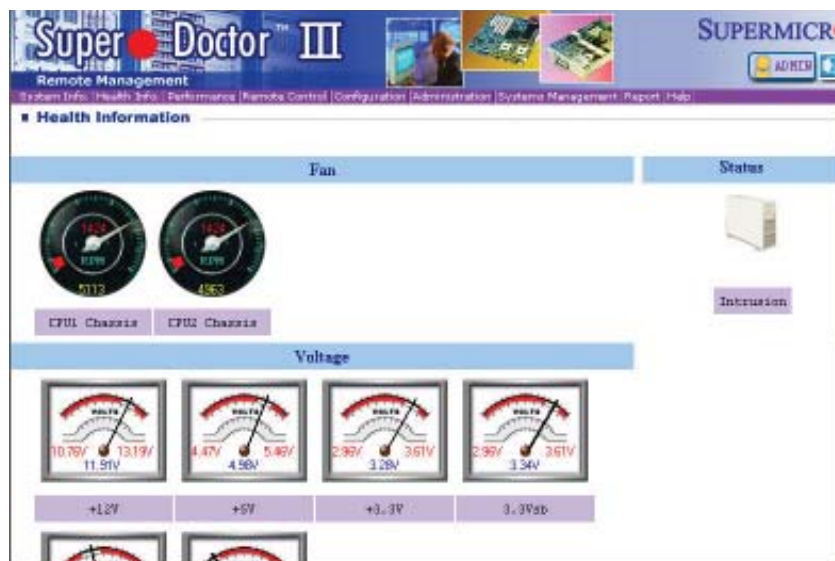 Super Doctor™ III
SUPERMICR
ADMIN
Remote Management
System Info | Health Info | Performance | Remote Control | Configuration | Administration | Systems Management | Report | Help
Health Information
Fan
Status
1424
RPM
5113
1424
RPM
4963
CPU1 Chassis
CPU2 Chassis
Intrusion
Voltage
VOLTS
10.76V 13.19V
11.91V
VOLTS
4.47V 5.46V
4.98V
VOLTS
2.96V 3.61V
3.28V
VOLTS
2.96V 3.61V
3.34V
+12V
+5V
+3.3V
3.3Vsb